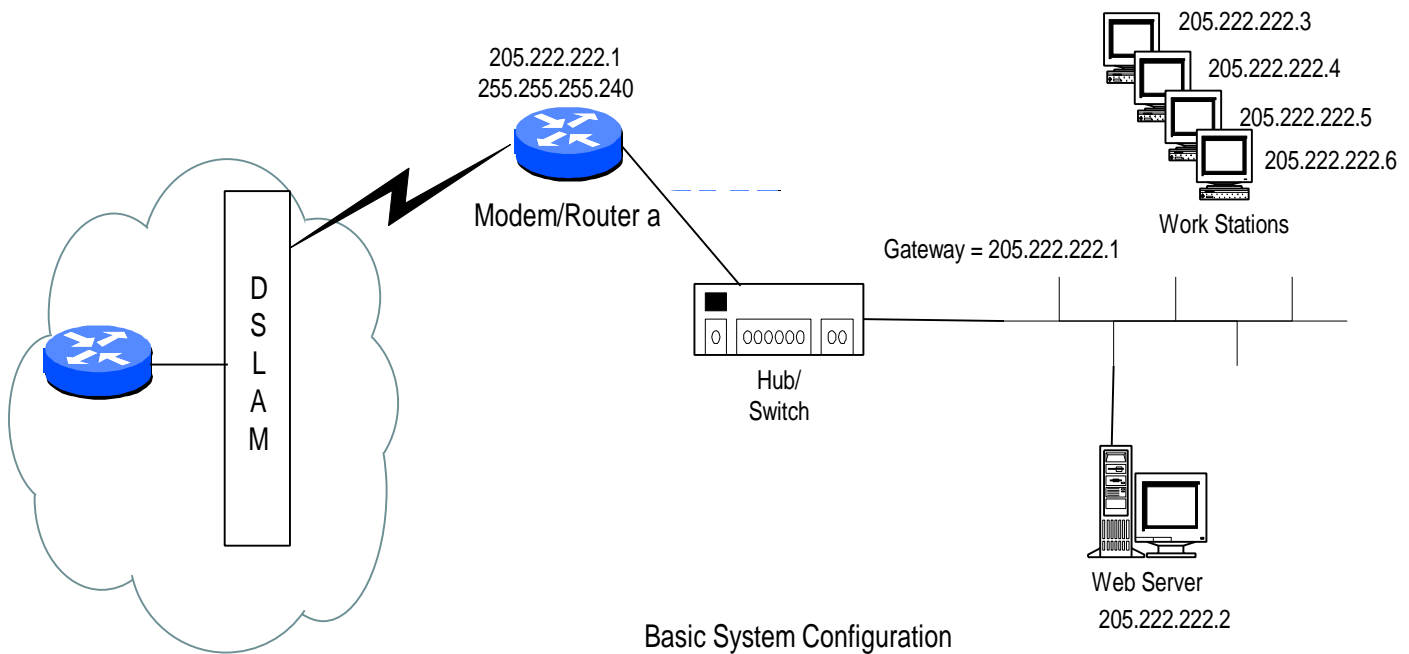 205.222.222.1
255.255.255.240
Modem/Router a
D
S
L
A
M
205.222.222.3
205.222.222.4
205.222.222.5
205.222.222.6
Work Stations
Gateway = 205.222.222.1
Hub/
Switch
Web Server
205.222.222.2
Basic System Configuration